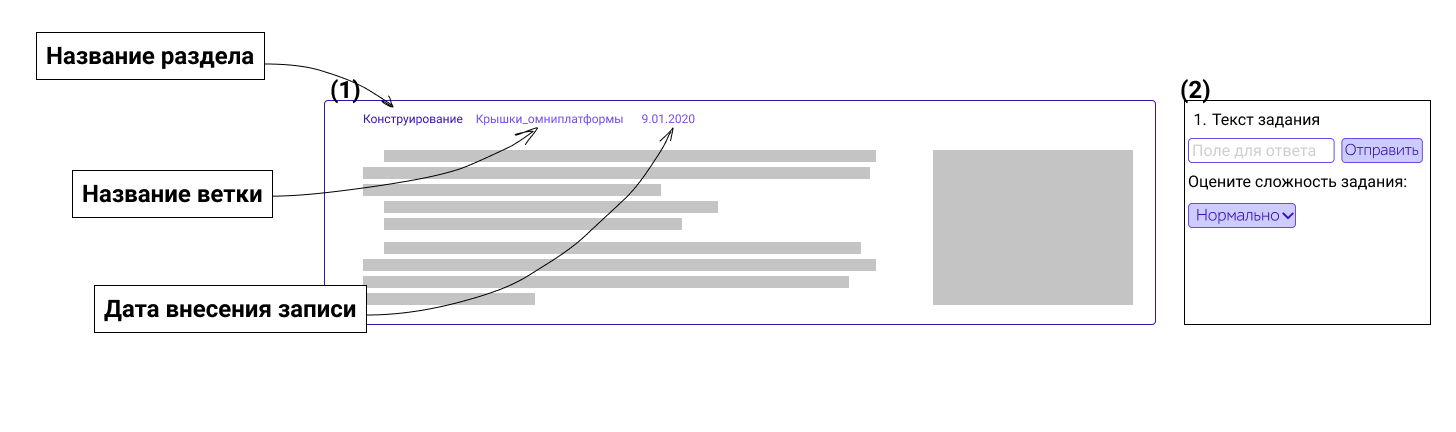 Название раздела
(1)
Конструирование Крышки_омниплатформы 9.01.2020
Название ветки
Дата внесения записи
(2)
1. Текст задания
Поле для ответа Отправить
Оцените сложность задания:
Нормально